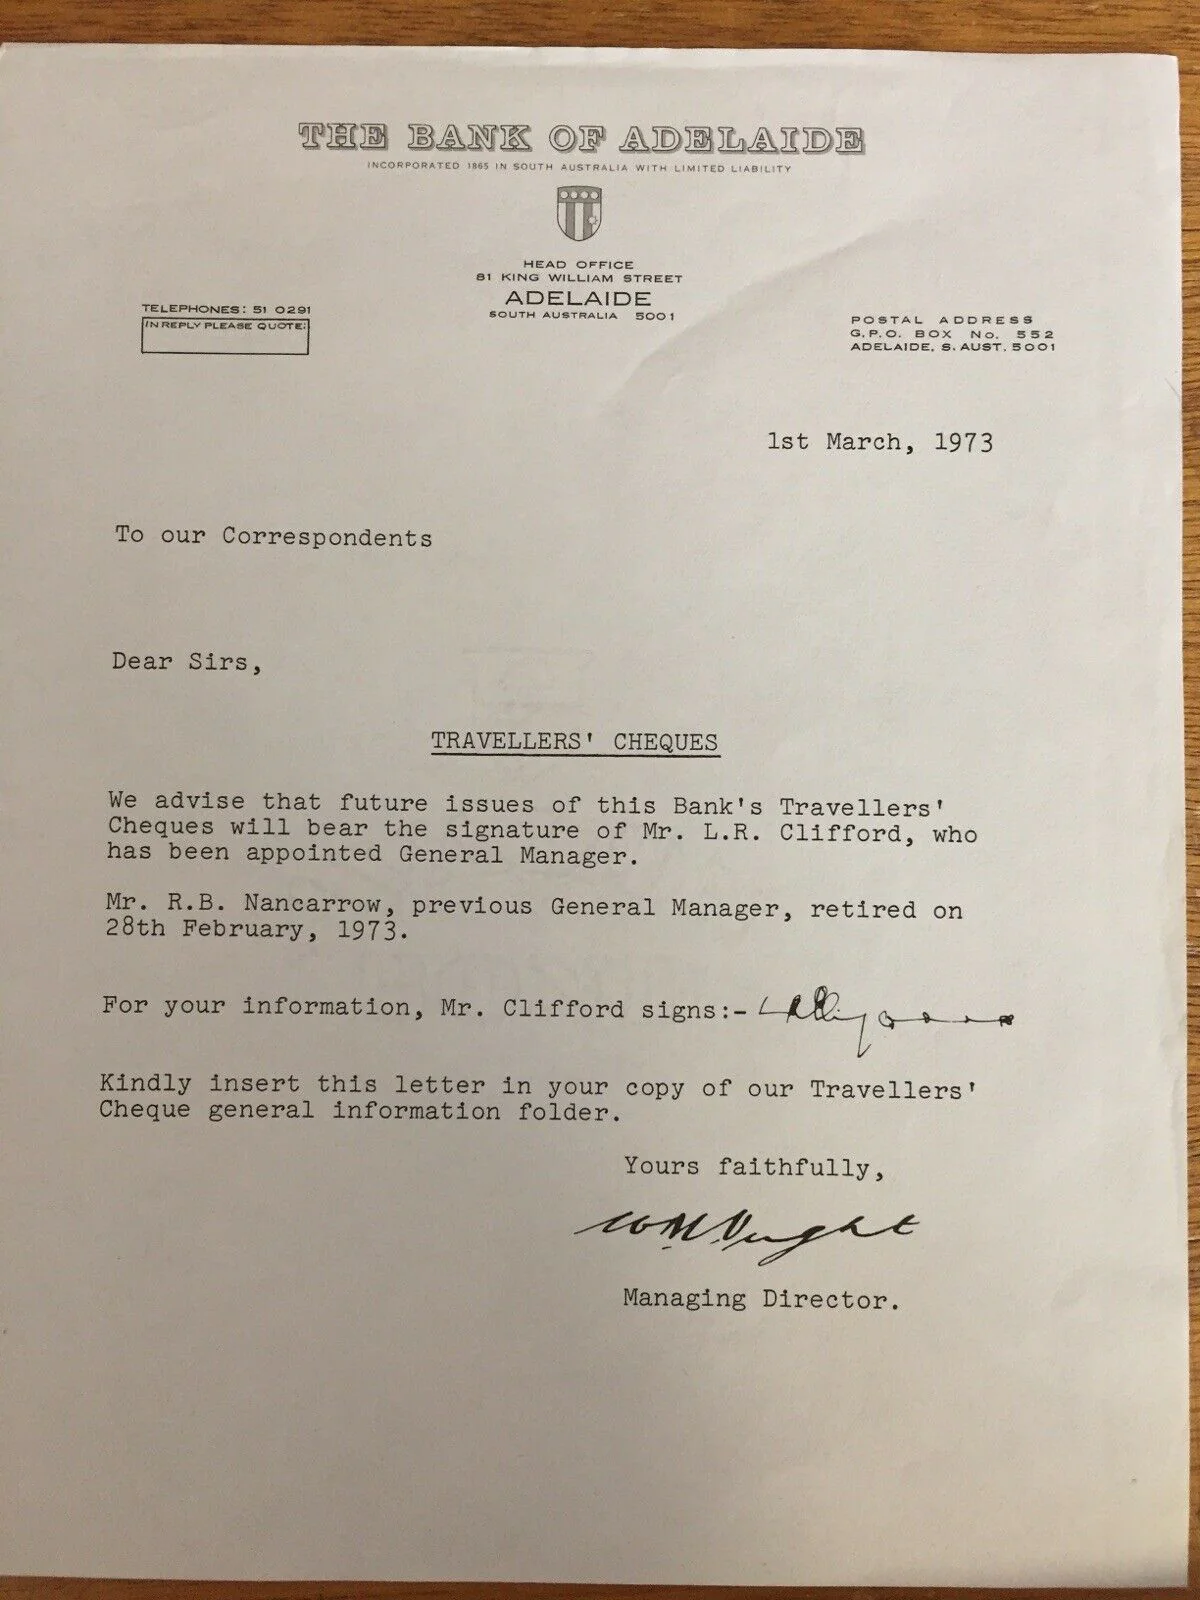 THE BANK OF ADELAIDE
INCORPORATED 1865 IN SOUTH AUSTRALIA WITH LIMITED LIABILITY
HEAD OFFICE
81 KING WILLIAM STREET
ADELAIDE
SOUTH AUSTRALIA 5001
TELEPHONES: 51 0291
IN REPLY PLEASE QUOTE:
POSTAL ADDRESS
G.P.O. BOX No. 552
ADELAIDE, S. AUST. 5001
1st March, 1973
To our Correspondents
Dear Sirs,
TRAVELLERS' CHEQUES
We advise that future issues of this Bank's Travellers'
Cheques will bear the signature of Mr. L.R. Clifford, who
has been appointed General Manager.
Mr. R.B. Nancarrow, previous General Manager, retired on
28th February, 1973.
For your information, Mr. Clifford signs:-
Kindly insert this letter in your copy of our Travellers'
Cheque general information folder.
Yours faithfully,
Managing Director.